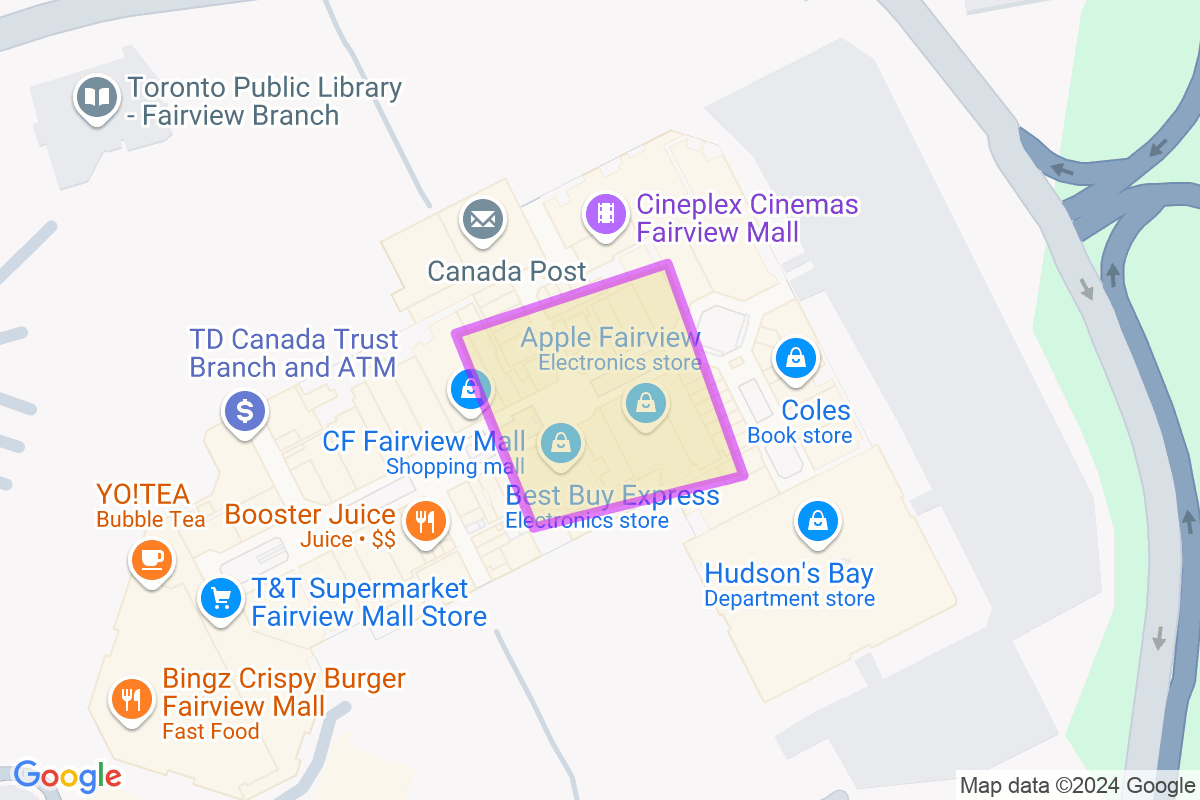 Toronto Public Library
- Fairview Branch
Cineplex Cinemas
Fairview Mall
Canada Post
TD Canada Trust
Branch and ATM
Apple Fairview
Electronics store
Coles
Book store
CF Fairview Mall
Shopping mall
YO!TEA
Bubble Tea
Best Buy Express
Electronics store
Booster Juice
Juice • $$
Hudson's Bay
Department store
T&T Supermarket
Fairview Mall Store
Bingz Crispy Burger
Fairview Mall
Fast Food
Google
Map data ©2024 Google